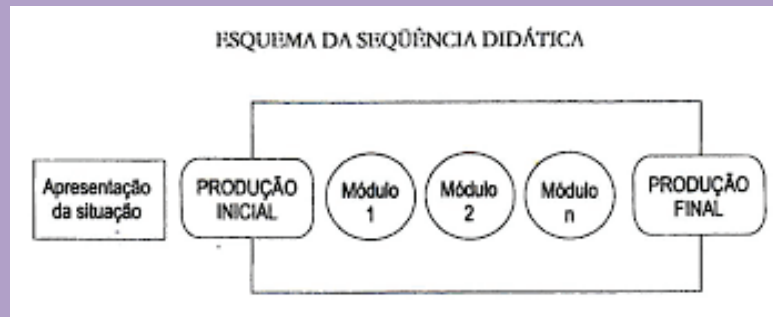 ESQUEMA DA SEQÜÊNCIA DIDÁTICA
Apresentação
da situação
PRODUÇÃO
INICIAL
Módulo
1
Módulo
2
Módulo
n
PRODUÇÃO
FINAL